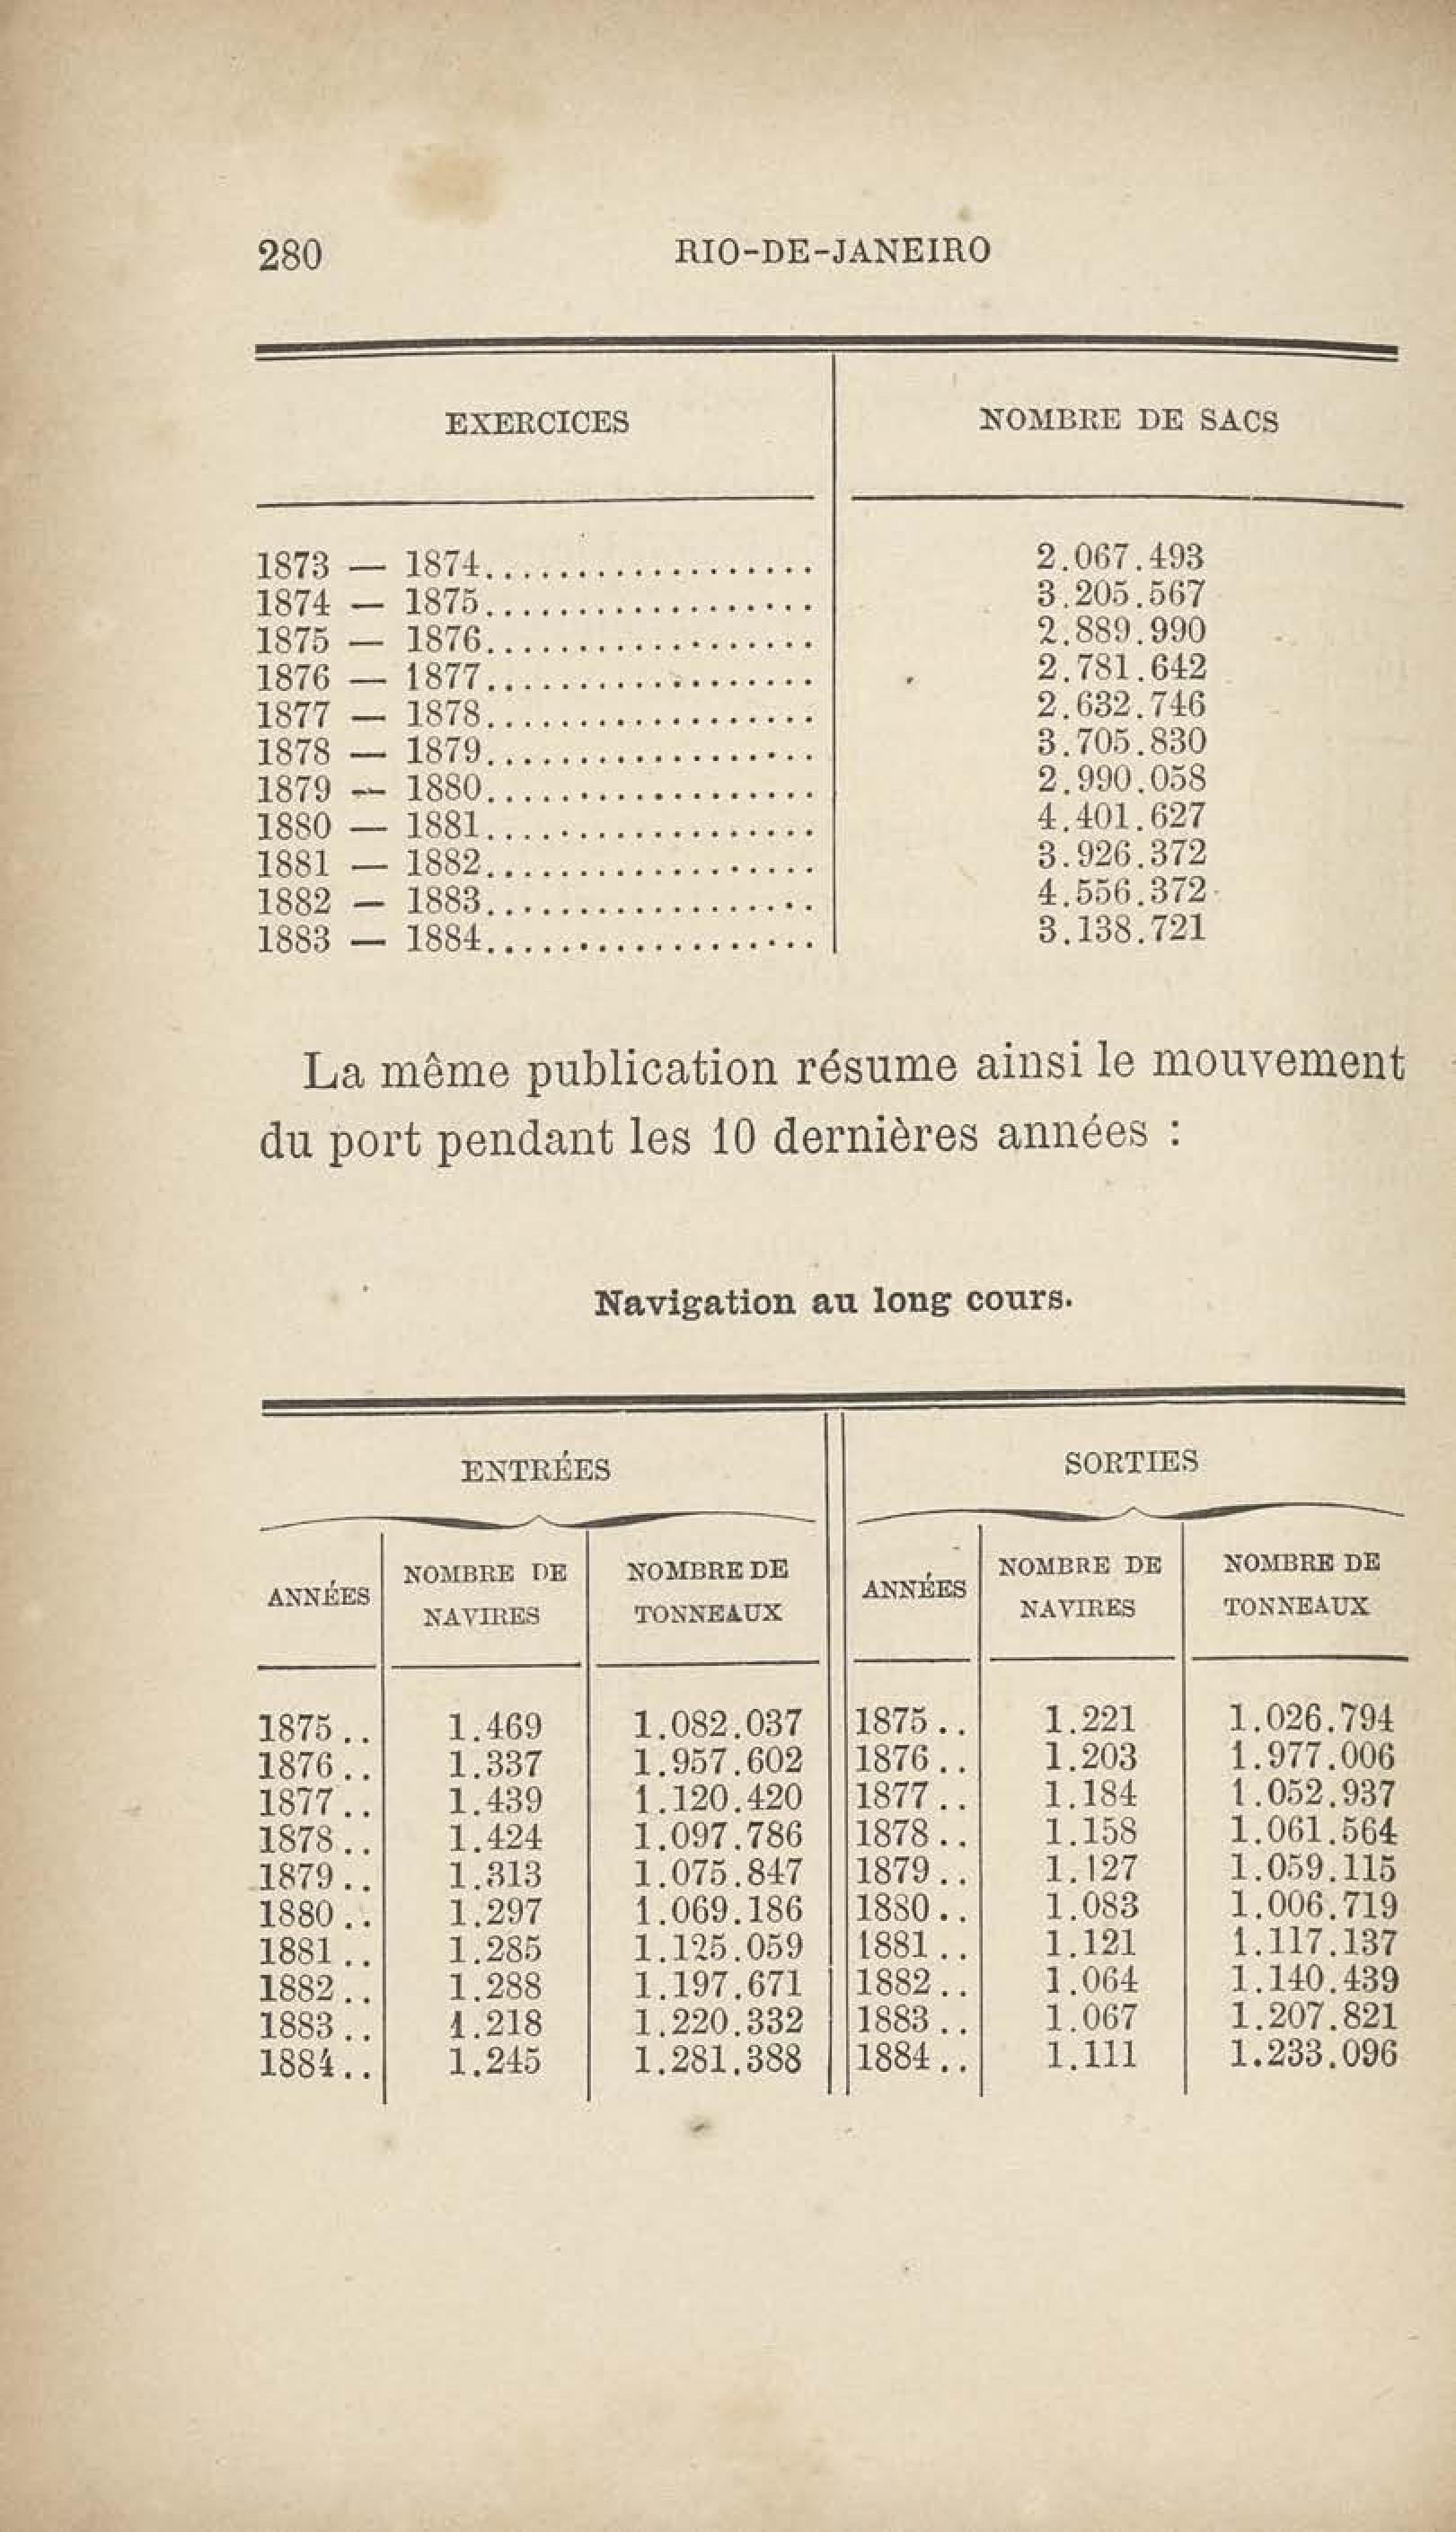 280 RIO-DE-JANEIRO
EXERCICES NOMBRE DE SACS
1873 — 1874................... 2.067.493
1874 — 1875................... 3.205.567
1875 — 1876................... 2.889.990
1876 — 1877................... 2.781.642
1877 — 1878................... 2.632.746
1878 — 1879................... 3.705.830
1879 — 1880................... 2.990.058
1880 — 1881................... 4.401.627
1881 — 1882................... 3.926.372
1882 — 1883................... 4.556.372
1883 — 1884................... 3.138.721
La même publication résume ainsi le mouvement
du port pendant les 10 dernières années :
Navigation au long cours.
ENTRÉES SORTIES
ANNÉES NOMBRE DE NAVIRES NOMBRE DE TONNEAUX ANNÉES NOMBRE DE NAVIRES NOMBRE DE TONNEAUX
1875.. 1.469 1.082.037 1875.. 1.221 1.026.794
1876.. 1.337 1.957.602 1876.. 1.203 1.977.006
1877.. 1.439 1.120.420 1877.. 1.184 1.052.937
1878.. 1.424 1.097.786 1878.. 1.158 1.061.564
1879.. 1.313 1.075.847 1879.. 1.127 1.059.115
1880.. 1.297 1.069.186 1880.. 1.083 1.006.719
1881.. 1.285 1.125.059 1881.. 1.121 1.117.137
1882.. 1.288 1.197.671 1882.. 1.064 1.140.439
1883.. 1.218 1.220.332 1883.. 1.067 1.207.821
1884.. 1.245 1.281.388 1884.. 1.111 1.233.096